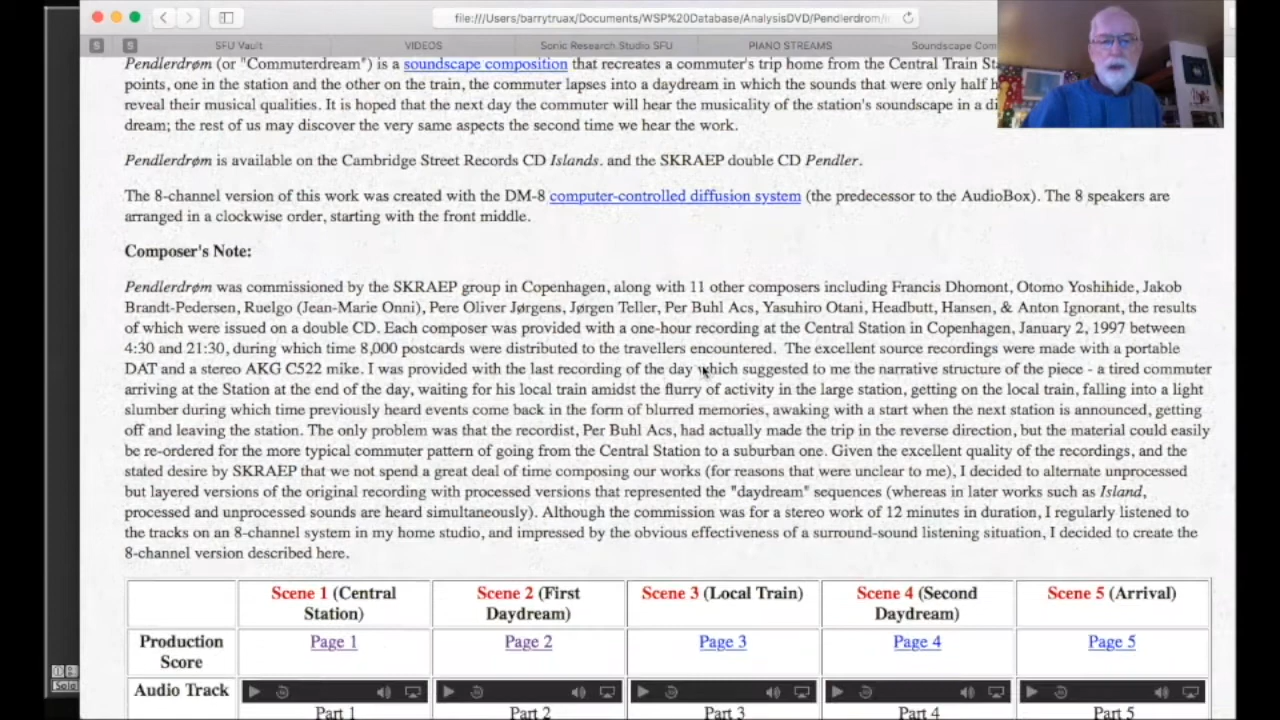 file:///Users/barrytruax/Documents/WSP%20Database/AnalysisDVD/Pendlerdrom/i
S S SFU Vault VIDEOS Sonic Research Studio SFU PIANO STREAMS Soundscape Com
Pendlerdrøm (or "Commuterdream") is a soundscape composition that recreates a commuter's trip home from the Central Train Sta
points, one in the station and the other on the train, the commuter lapses into a daydream in which the sounds that were only half h
reveal their musical qualities. It is hoped that the next day the commuter will hear the musicality of the station's soundscape in a di
dream; the rest of us may discover the very same aspects the second time we hear the work.
Pendlerdrøm is available on the Cambridge Street Records CD Islands. and the SKRAEP double CD Pendler.
The 8-channel version of this work was created with the DM-8 computer-controlled diffusion system (the predecessor to the AudioBox). The 8 speakers are
arranged in a clockwise order, starting with the front middle.
Composer's Note:
Pendlerdrøm was commissioned by the SKRAEP group in Copenhagen, along with 11 other composers including Francis Dhomont, Otomo Yoshihide, Jakob
Brandt-Pedersen, Ruelgo (Jean-Marie Onni), Pere Oliver Jørgens, Jørgen Teller, Per Buhl Acs, Yasuhiro Otani, Headbutt, Hansen, & Anton Ignorant, the results
of which were issued on a double CD. Each composer was provided with a one-hour recording at the Central Station in Copenhagen, January 2, 1997 between
4:30 and 21:30, during which time 8,000 postcards were distributed to the travellers encountered. The excellent source recordings were made with a portable
DAT and a stereo AKG C522 mike. I was provided with the last recording of the day which suggested to me the narrative structure of the piece - a tired commuter
arriving at the Station at the end of the day, waiting for his local train amidst the flurry of activity in the large station, getting on the local train, falling into a light
slumber during which time previously heard events come back in the form of blurred memories, awaking with a start when the next station is announced, getting
off and leaving the station. The only problem was that the recordist, Per Buhl Acs, had actually made the trip in the reverse direction, but the material could easily
be re-ordered for the more typical commuter pattern of going from the Central Station to a suburban one. Given the excellent quality of the recordings, and the
stated desire by SKRAEP that we not spend a great deal of time composing our works (for reasons that were unclear to me), I decided to alternate unprocessed
but layered versions of the original recording with processed versions that represented the "daydream" sequences (whereas in later works such as Island,
processed and unprocessed sounds are heard simultaneously). Although the commission was for a stereo work of 12 minutes in duration, I regularly listened to
the tracks on an 8-channel system in my home studio, and impressed by the obvious effectiveness of a surround-sound listening situation, I decided to create the
8-channel version described here.
Scene 1 (Central Station) Scene 2 (First Daydream) Scene 3 (Local Train) Scene 4 (Second Daydream) Scene 5 (Arrival)
Production Score Page 1 Page 2 Page 3 Page 4 Page 5
Audio Track
Part 1 Part 2 Part 3 Part 4 Part 5
Solo